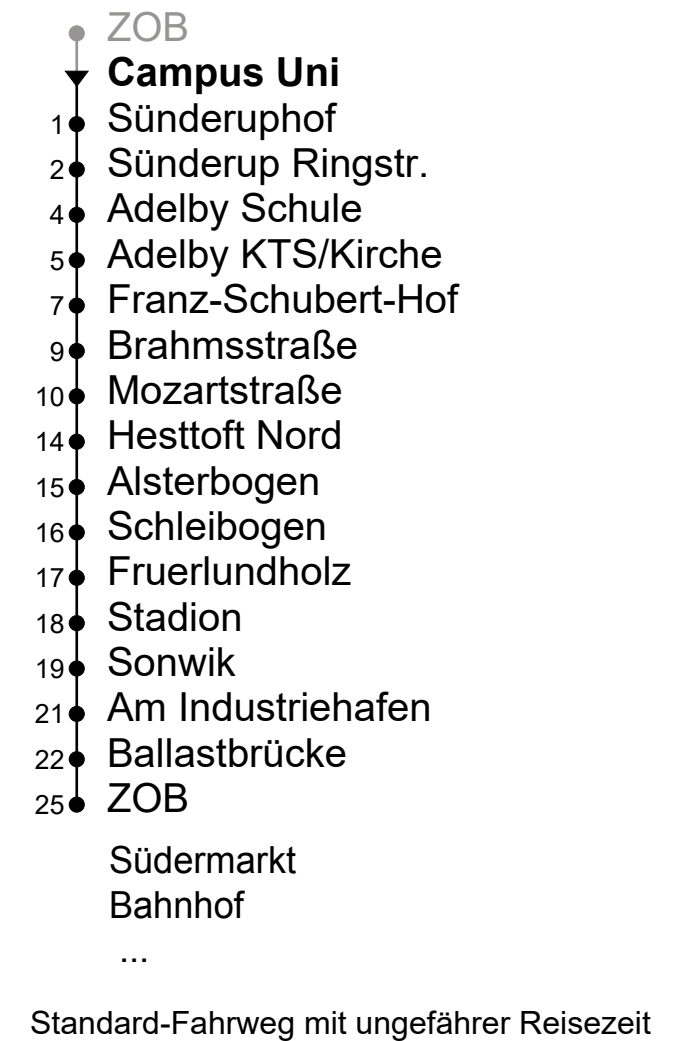 ZOB
Campus Uni
1 Sünderuphof
2 Sünderup Ringstr.
4 Adelby Schule
5 Adelby KTS/Kirche
7 Franz-Schubert-Hof
9 Brahmsstraße
10 Mozartstraße
14 Hesttoft Nord
15 Alsterbogen
16 Schleibogen
17 Fruerlundholz
18 Stadion
19 Sonwik
21 Am Industriehafen
22 Ballastbrücke
25 ZOB
Südermarkt
Bahnhof
...
Standard-Fahrweg mit ungefährer Reisezeit